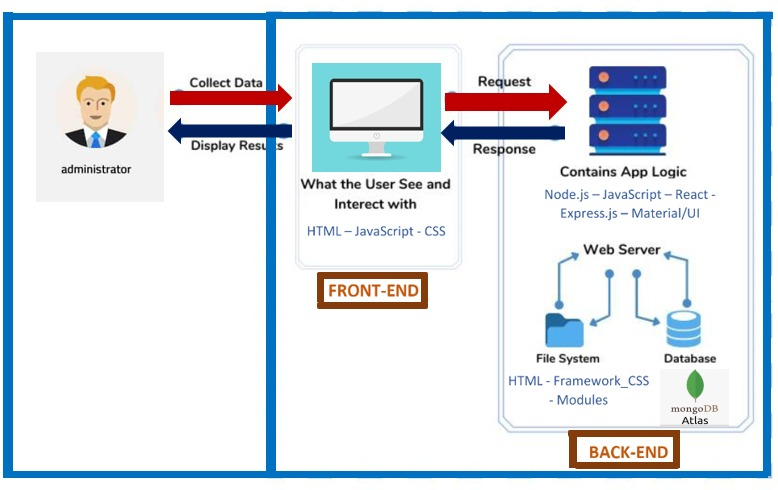 Collect Data
Display Results
administrator
Request
Response
What the User See and
Interect with
HTML – JavaScript - CSS
FRONT-END
Contains App Logic
Node.js – JavaScript – React -
Express.js – Material/UI
Web Server
File System
Database
HTML - Framework_CSS
- Modules
mongoDB
Atlas
BACK-END